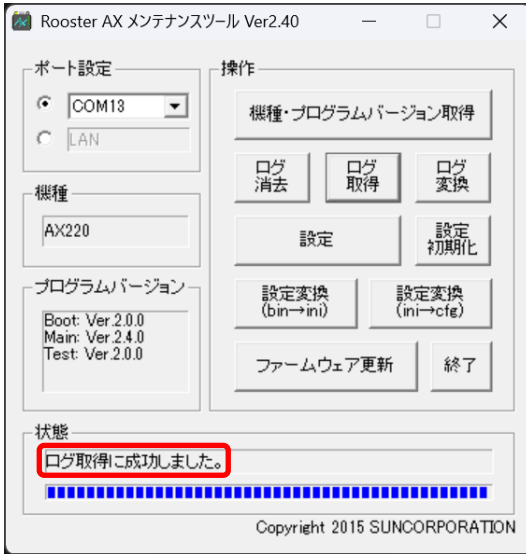 Rooster AX メンテナンスツール Ver2.40
ポート設定
COM13
LAN
機種
AX220
プログラムバージョン
Boot: Ver.2.0.0
Main: Ver.2.4.0
Test: Ver.2.0.0
操作
機種・プログラムバージョン取得
ログ
消去
ログ
取得
ログ
変換
設定
設定
初期化
設定変換
(bin→ini)
設定変換
(ini→cfg)
ファームウェア更新
終了
状態
ログ取得に成功しました。
Copyright 2015 SUNCORPORATION